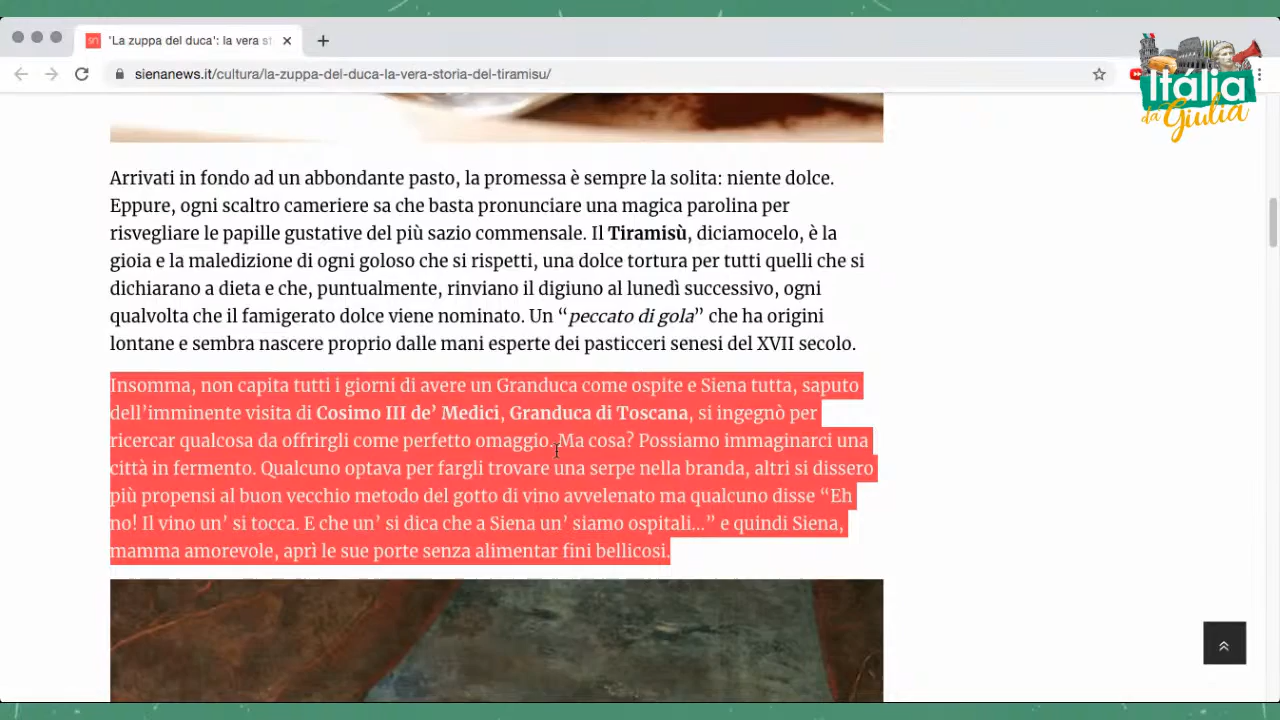 'La zuppa del duca': la vera st
sienanews.it/cultura/la-zuppa-del-duca-la-vera-storia-del-tiramisu/
Itália
da Giulia
Arrivati in fondo ad un abbondante pasto, la promessa è sempre la solita: niente dolce.
Eppure, ogni scaltro cameriere sa che basta pronunciare una magica parolina per
risvegliare le papille gustative del più sazio commensale. Il Tiramisù, diciamocelo, è la
gioia e la maledizione di ogni goloso che si rispetti, una dolce tortura per tutti quelli che si
dichiarano a dieta e che, puntualmente, rinviano il digiuno al lunedì successivo, ogni
qualvolta che il famigerato dolce viene nominato. Un “peccato di gola” che ha origini
lontane e sembra nascere proprio dalle mani esperte dei pasticceri senesi del XVII secolo.
Insomma, non capita tutti i giorni di avere un Granduca come ospite e Siena tutta, saputo
dell’imminente visita di Cosimo III de’ Medici, Granduca di Toscana, si ingegnò per
ricercar qualcosa da offrirgli come perfetto omaggio. Ma cosa? Possiamo immaginarci una
città in fermento. Qualcuno optava per fargli trovare una serpe nella branda, altri si dissero
più propensi al buon vecchio metodo del gotto di vino avvelenato ma qualcuno disse “Eh
no! Il vino un’ si tocca. E che un’ si dica che a Siena un’ siamo ospitali…” e quindi Siena,
mamma amorevole, aprì le sue porte senza alimentar fini bellicosi.